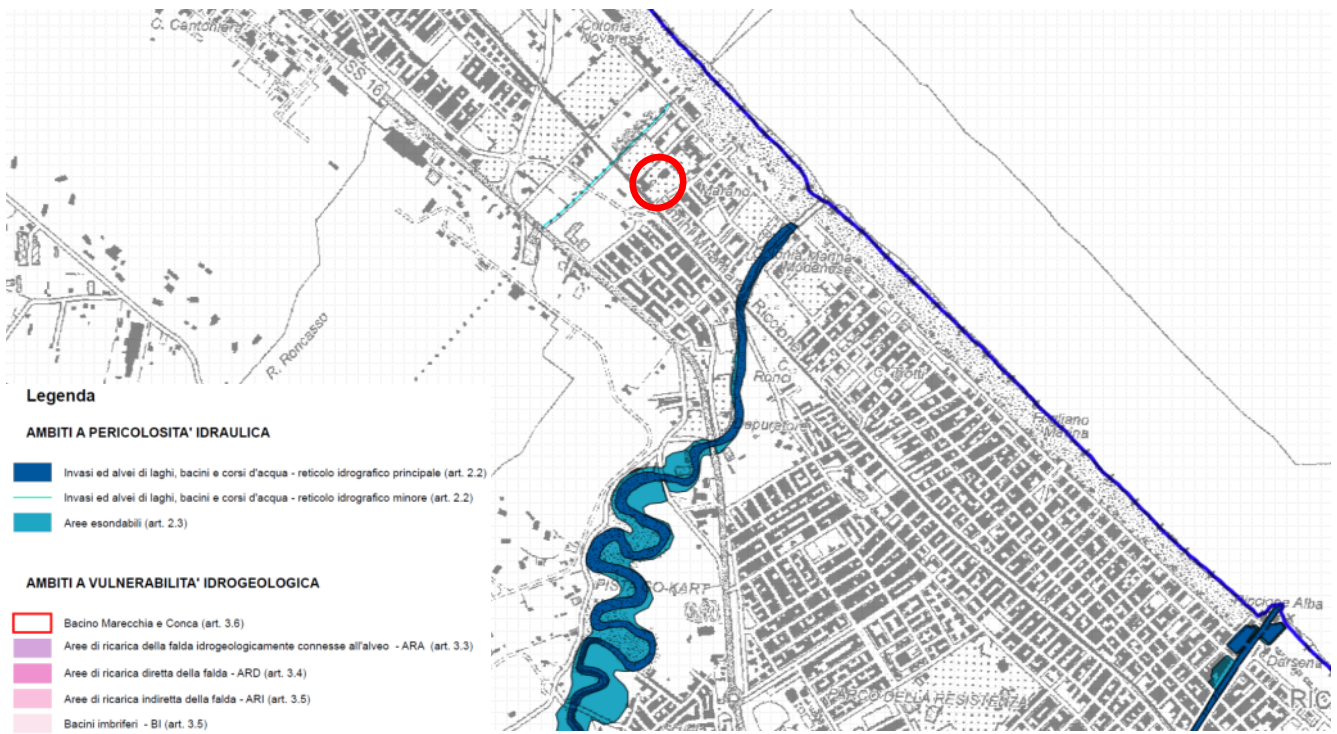 C. Cantoniera
Colonia
Novarese
SS 16
Marano
Colonia Marina
Modenese
R. Roncasso
Riccione
C.
Ronci
C. Tiotti
Fogliano
Marina
Depuratore
PISTA GO-KART
Riccione Alba
Darsena
PARCO DELLA RESISTENZA
RIC
Legenda
AMBITI A PERICOLOSITA' IDRAULICA
Invasi ed alvei di laghi, bacini e corsi d'acqua - reticolo idrografico principale (art. 2.2)
Invasi ed alvei di laghi, bacini e corsi d'acqua - reticolo idrografico minore (art. 2.2)
Aree esondabili (art. 2.3)
AMBITI A VULNERABILITA' IDROGEOLOGICA
Bacino Marecchia e Conca (art. 3.6)
Aree di ricarica della falda idrogeologicamente connesse all'alveo - ARA (art. 3.3)
Aree di ricarica diretta della falda - ARD (art. 3.4)
Aree di ricarica indiretta della falda - ARI (art. 3.5)
Bacini imbriferi - BI (art. 3.5)